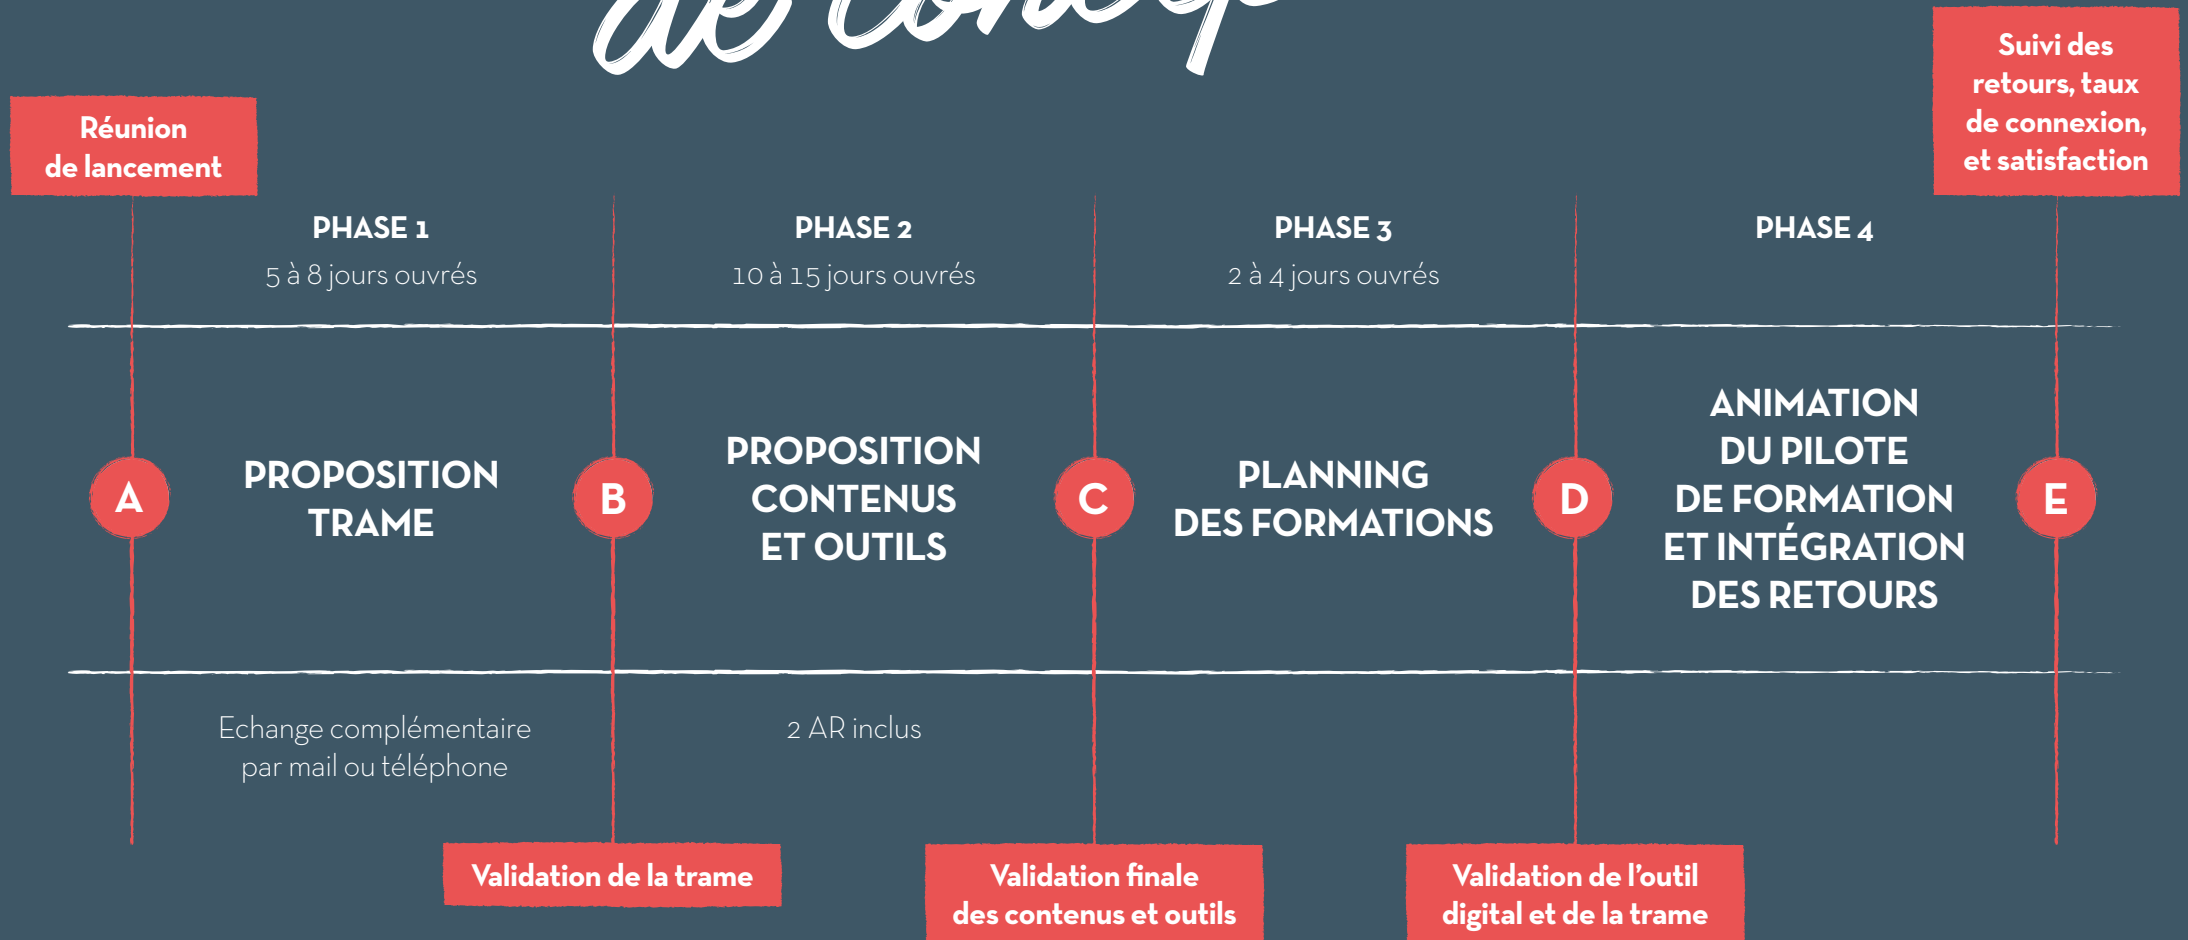 de
Réunion
de lancement
Suivi des
retours, taux
de connexion,
et satisfaction
PHASE 1
5 à 8 jours ouvrés
PHASE 2
10 à 15 jours ouvrés
PHASE 3
2 à 4 jours ouvrés
PHASE 4
A
PROPOSITION
TRAME
B
PROPOSITION
CONTENUS
ET OUTILS
C
PLANNING
DES FORMATIONS
D
ANIMATION
DU PILOTE
DE FORMATION
ET INTÉGRATION
DES RETOURS
E
Echange complémentaire
par mail ou téléphone
2 AR inclus
Validation de la trame
Validation finale
des contenus et outils
Validation de l’outil
digital et de la trame